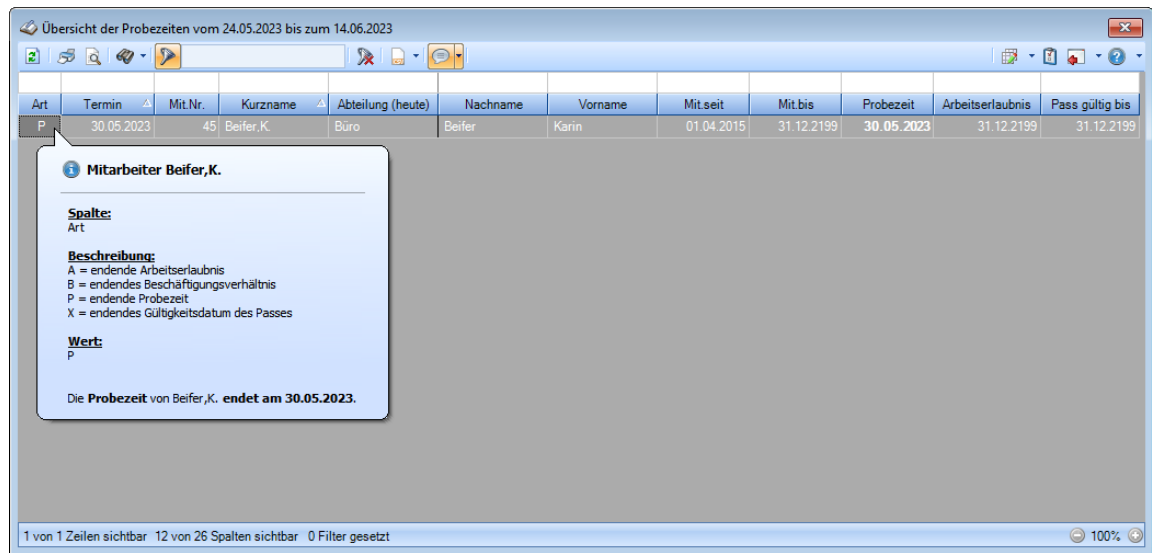 Übersicht der Probezeiten vom 24.05.2023 bis zum 14.06.2023
Art Termin Mit.Nr. Kurzname Abteilung (heute) Nachname Vorname Mit.seit Mit.bis Probezeit Arbeitserlaubnis Pass gültig bis
P 30.05.2023 45 Beifer,K. Büro Beifer Karin 01.04.2015 31.12.2199 30.05.2023 31.12.2199 31.12.2199
Mitarbeiter Beifer,K.
Spalte:
Art
Beschreibung:
A = endende Arbeitserlaubnis
B = endendes Beschäftigungsverhältnis
P = endende Probezeit
X = endendes Gültigkeitsdatum des Passes
Wert:
P
Die Probezeit von Beifer,K. endet am 30.05.2023.
1 von 1 Zeilen sichtbar 12 von 26 Spalten sichtbar 0 Filter gesetzt 100%